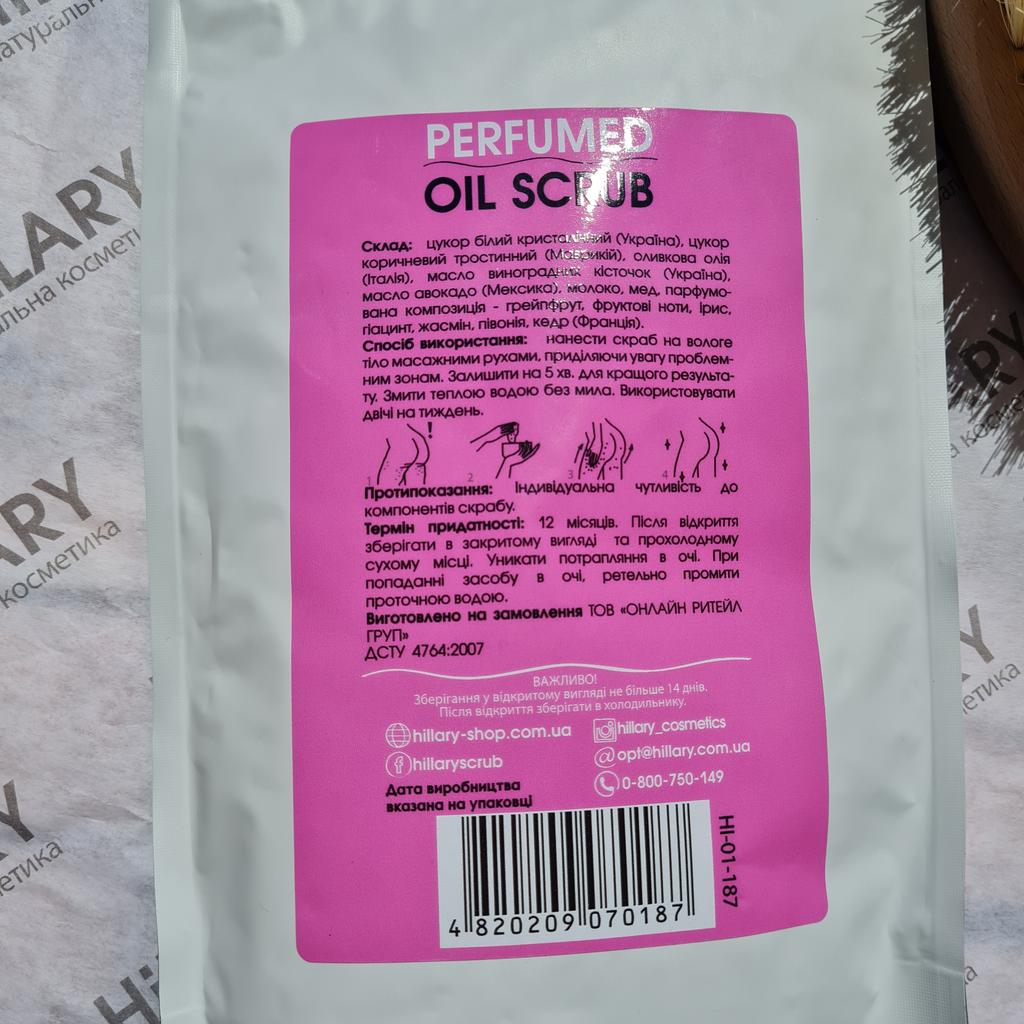 PERFUMED
OIL SCRUB
Склад: цукор білий кристалічний (Україна), цукор
коричневий тростинний (Маврикій), оливкова олія
(Італія), масло виноградних кісточок (Україна),
масло авокадо (Мексика), молоко, мед, парфумо-
вана композиція - грейпфрут, фруктові ноти, ірис,
гіацинт, жасмін, півонія, кедр (Франція).
Спосіб використання: нанести скраб на вологе
тіло масажними рухами, приділяючи увагу проблем-
ним зонам. Залишити на 5 хв. для кращого результа-
ту. Змити теплою водою без мила. Використовувати
двічі на тиждень.
1 2 3 4
Протипоказання: Індивідуальна чутливість до
компонентів скрабу.
Термін придатності: 12 місяців. Після відкриття
зберігати в закритому вигляді та прохолодному
сухому місці. Уникати потрапляння в очі. При
попаданні засобу в очі, ретельно промити
проточною водою.
Виготовлено на замовлення ТОВ «ОНЛАЙН РИТЕЙЛ
ГРУП»
ДСТУ 4764:2007
ВАЖЛИВО!
Зберігання у відкритому вигляді не більше 14 днів.
Після відкриття зберігати в холодильнику.
hillary-shop.com.ua
hillary_cosmetics
hillaryscrub
@opt@hillary.com.ua
0-800-750-149
Дата виробництва
вказана на упаковці
HI-01-187
4 820209 070187